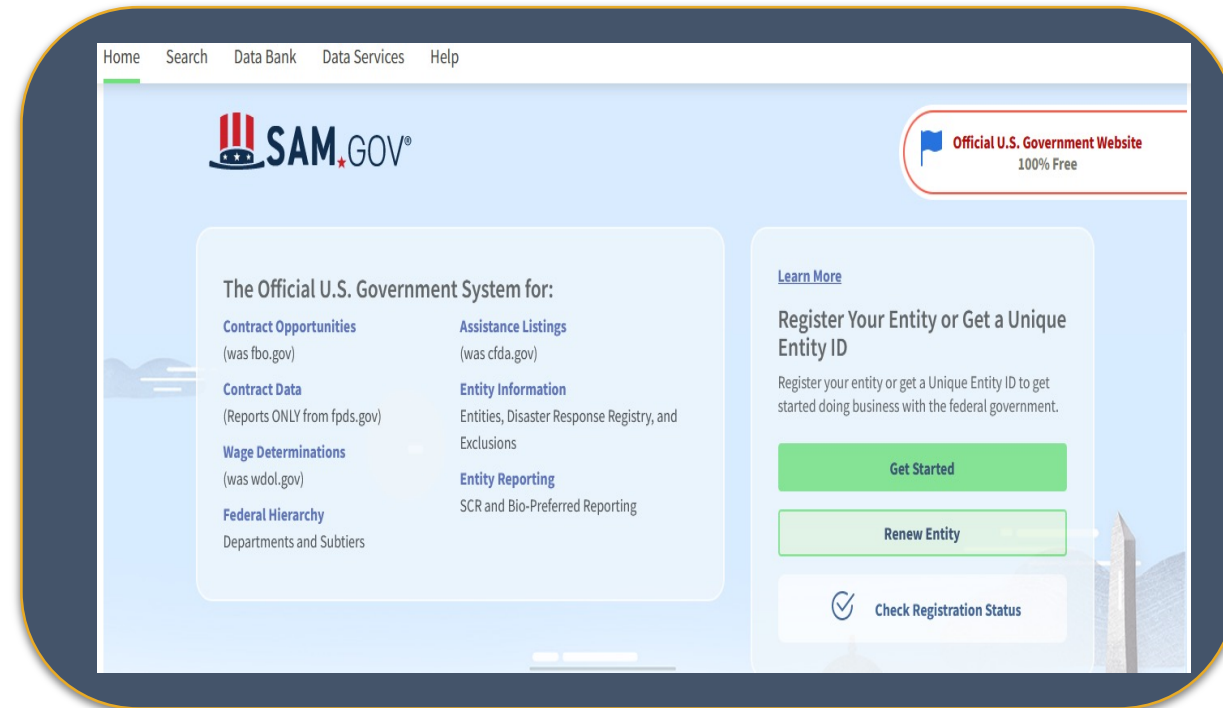 Home Search Data Bank Data Services Help
SAM.GOV®
Official U.S. Government Website
100% Free
The Official U.S. Government System for:
Contract Opportunities
(was fbo.gov)
Contract Data
(Reports ONLY from fpds.gov)
Wage Determinations
(was wdol.gov)
Federal Hierarchy
Departments and Subtiers
Assistance Listings
(was cfda.gov)
Entity Information
Entities, Disaster Response Registry, and
Exclusions
Entity Reporting
SCR and Bio-Preferred Reporting
Learn More
Register Your Entity or Get a Unique
Entity ID
Register your entity or get a Unique Entity ID to get
started doing business with the federal government.
Get Started
Renew Entity
Check Registration Status